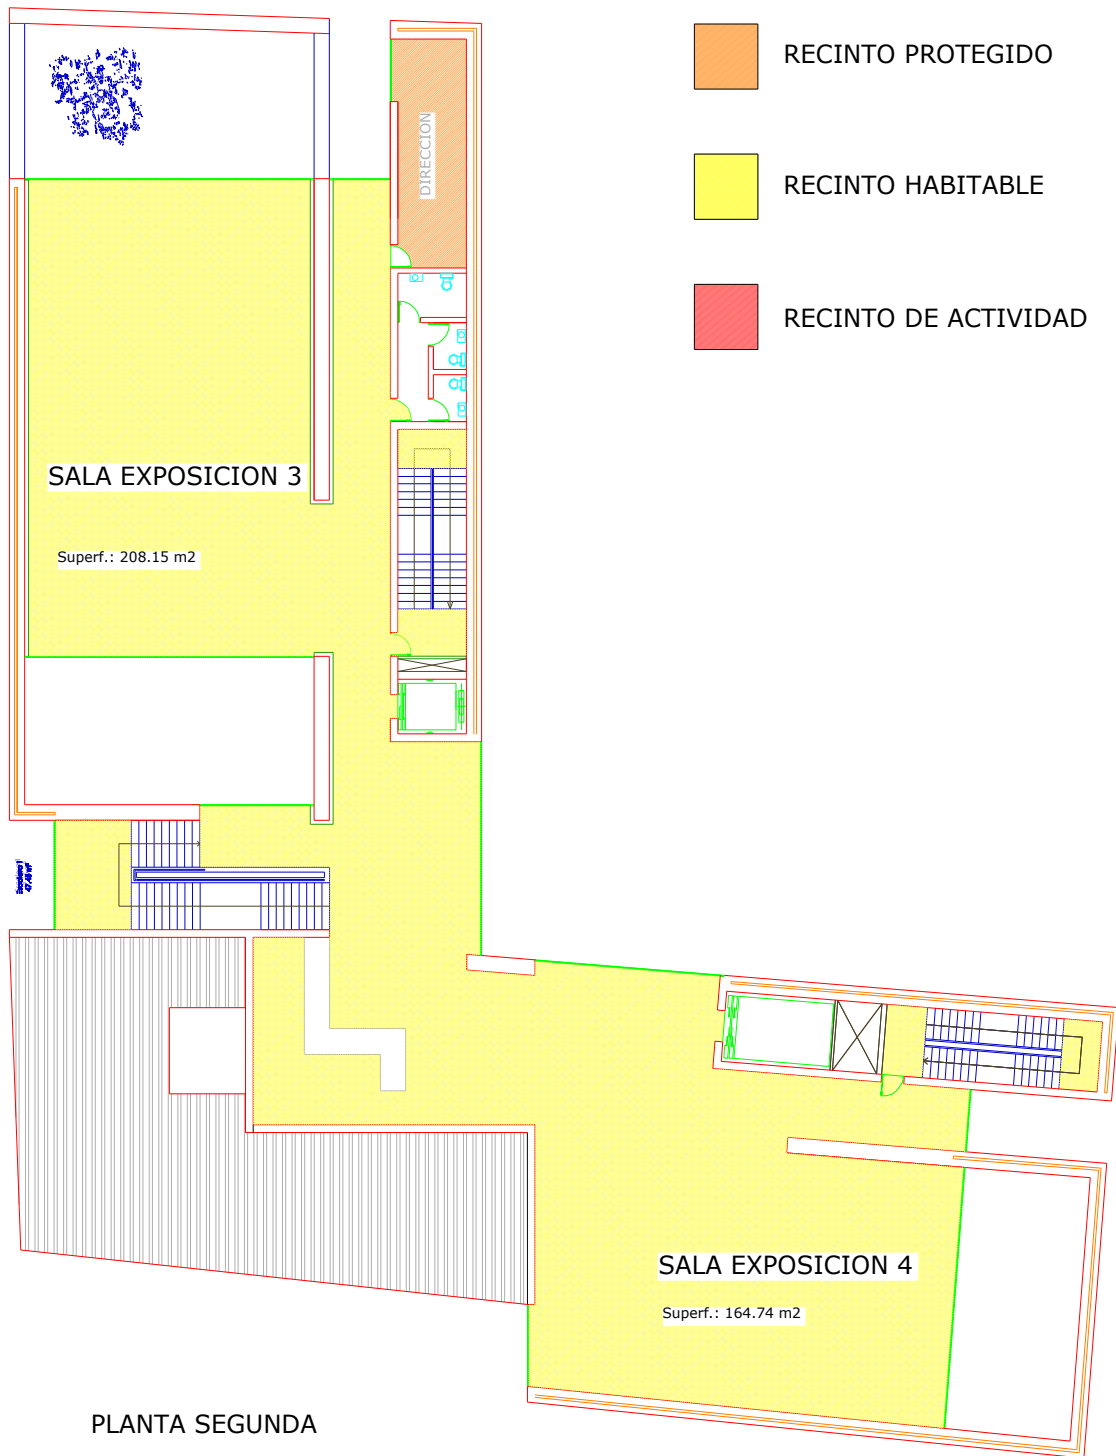 RECINTO PROTEGIDO
RECINTO HABITABLE
RECINTO DE ACTIVIDAD
DIRECCION
SALA EXPOSICION 3
Superf.: 208.15 m2
SALA EXPOSICION 4
Superf.: 164.74 m2
PLANTA SEGUNDA